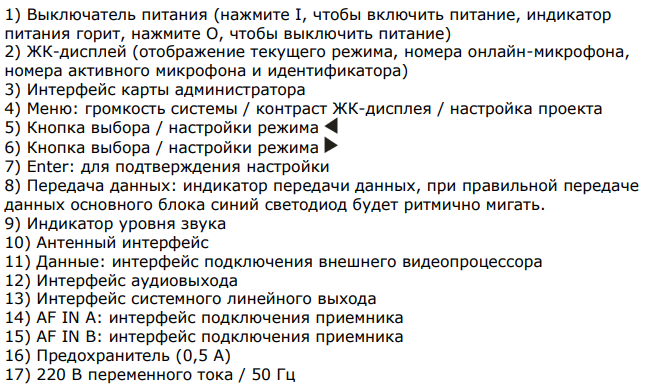 1) Выключатель питания (нажмите I, чтобы включить питание, индикатор
питания горит, нажмите O, чтобы выключить питание)
2) ЖК-дисплей (отображение текущего режима, номера онлайн-микрофона,
номера активного микрофона и идентификатора)
3) Интерфейс карты администратора
4) Меню: громкость системы / контраст ЖК-дисплея / настройка проекта
5) Кнопка выбора / настройки режима ◀
6) Кнопка выбора / настройки режима ▶
7) Enter: для подтверждения настройки
8) Передача данных: индикатор передачи данных, при правильной передаче
данных основного блока синий светодиод будет ритмично мигать.
9) Индикатор уровня звука
10) Антенный интерфейс
11) Данные: интерфейс подключения внешнего видеопроцессора
12) Интерфейс аудиовыхода
13) Интерфейс системного линейного выхода
14) AF IN A: интерфейс подключения приемника
15) AF IN B: интерфейс подключения приемника
16) Предохранитель (0,5 А)
17) 220 В переменного тока / 50 Гц